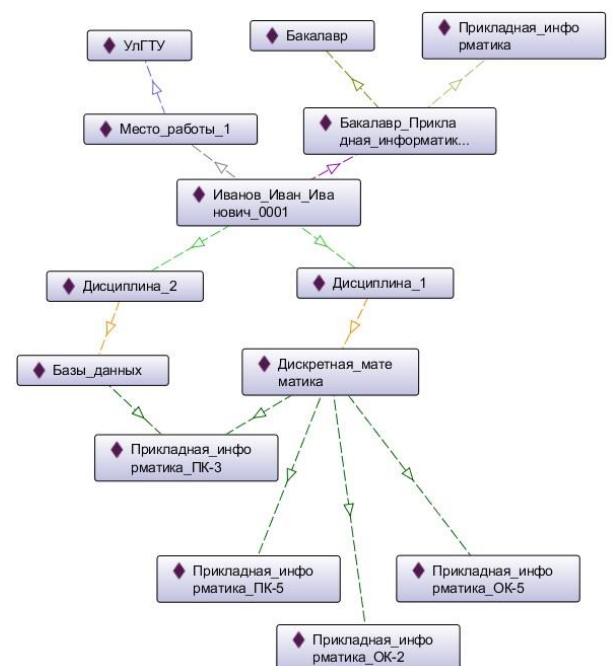 УлГТУ
Бакалавр
Прикладная_инфо
рматика
Место_работы_1
Бакалавр_Прикла
дная_информатик...
Иванов_Иван_Ива
нович_0001
Дисциплина_2
Дисциплина_1
Базы_данных
Дискретная_мате
матика
Прикладная_инфо
рматика_ПК-3
Прикладная_инфо
рматика_ПК-5
Прикладная_инфо
рматика_ОК-5
Прикладная_инфо
рматика_ОК-2